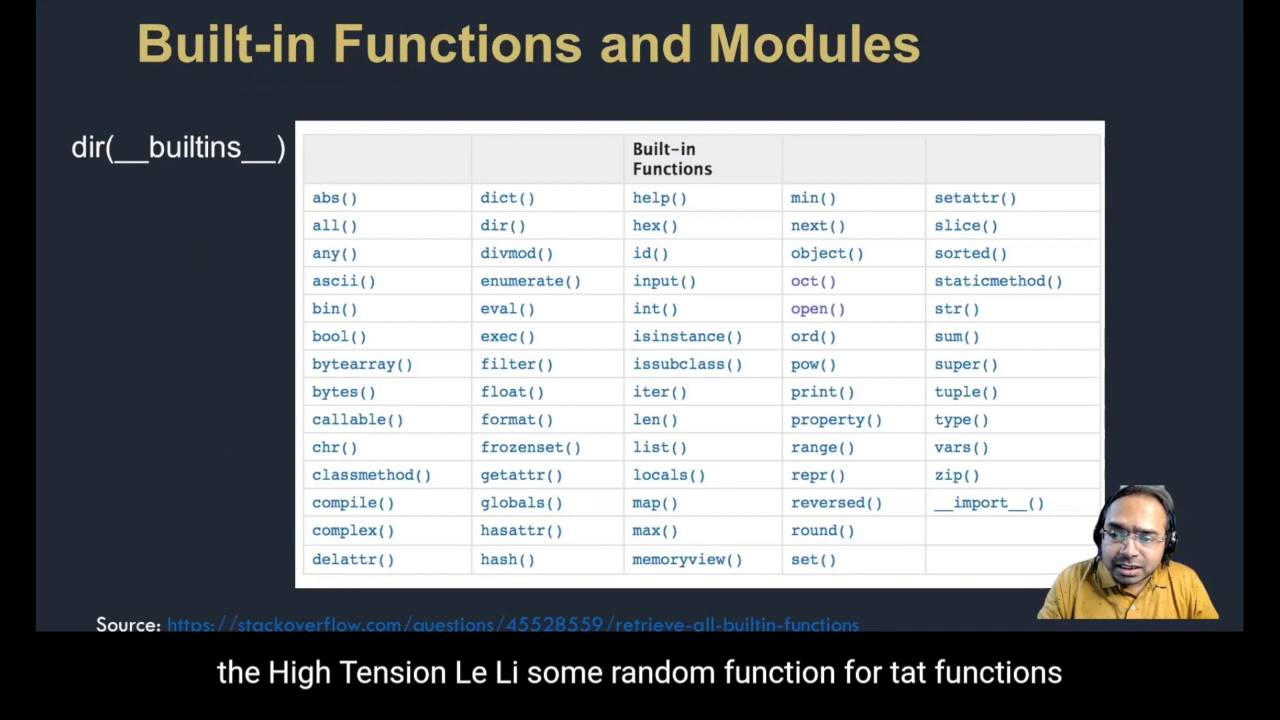 Built-in Functions and Modules
dir(__builtins__)
Built-in
Functions
abs() dict() help() min() setattr()
all() dir() hex() next() slice()
any() divmod() id() object() sorted()
ascii() enumerate() input() oct() staticmethod()
bin() eval() int() open() str()
bool() exec() isinstance() ord() sum()
bytearray() filter() issubclass() pow() super()
bytes() float() iter() print() tuple()
callable() format() len() property() type()
chr() frozenset() list() range() vars()
classmethod() getattr() locals() repr() zip()
compile() globals() map() reversed() __import__()
complex() hasattr() max() round()
delattr() hash() memoryview() set()
Source: https://stackoverflow.com/questions/45528559/retrieve-all-builtin-functions
the High Tension Le Li some random function for tat functions